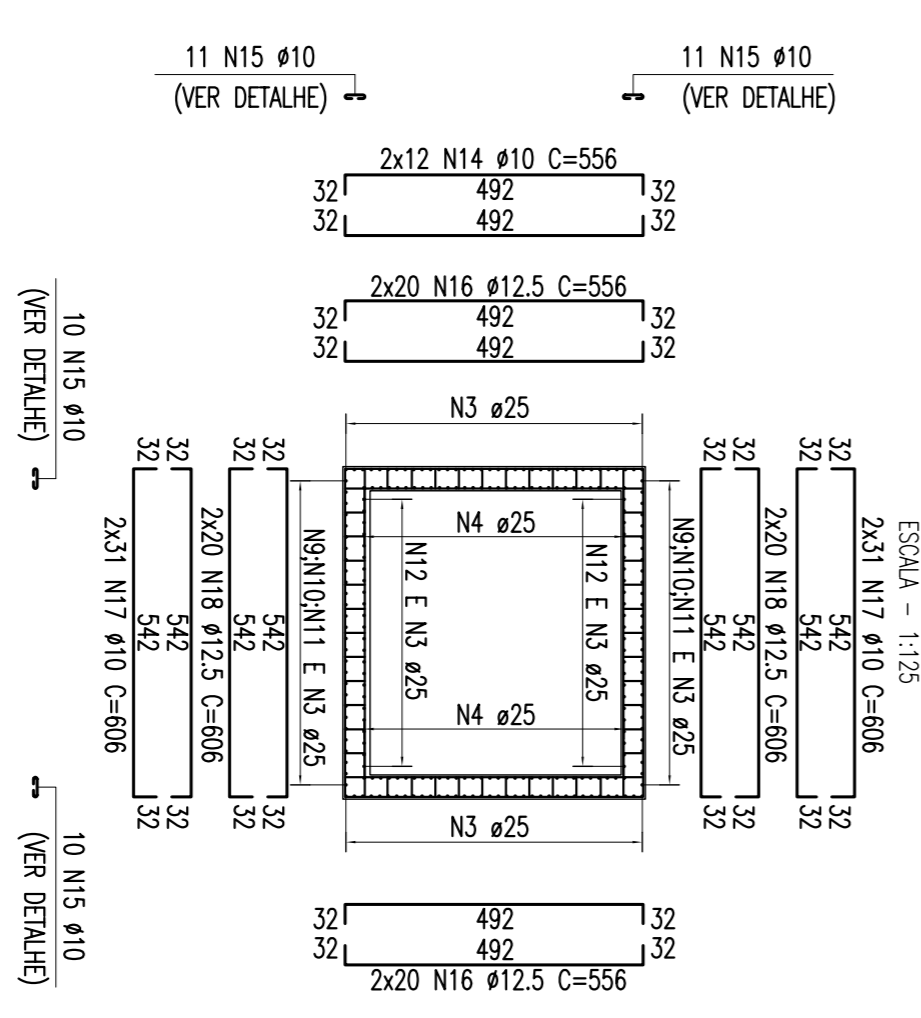 11 N15 ø10
(VER DETALHE)
11 N15 ø10
(VER DETALHE)
2x12 N14 ø10 C=556
32 492 32
32 492 32
2x20 N16 ø12.5 C=556
32 492 32
32 492 32
10 N15 ø10
(VER DETALHE)
10 N15 ø10
(VER DETALHE)
32 542 32
32 542 32
2x31 N17 ø10 C=606
32 542 32
32 542 32
2x20 N18 ø12.5 C=606
N9;N10;N11 E N3 ø25
N3 ø25
N4 ø25
N12 E N3 ø25
N12 E N3 ø25
N4 ø25
N3 ø25
N9;N10;N11 E N3 ø25
2x20 N18 ø12.5 C=606
32 542 32
32 542 32
2x31 N17 ø10 C=606
32 542 32
32 542 32
ESCALA - 1:125
32 492 32
32 492 32
2x20 N16 ø12.5 C=556